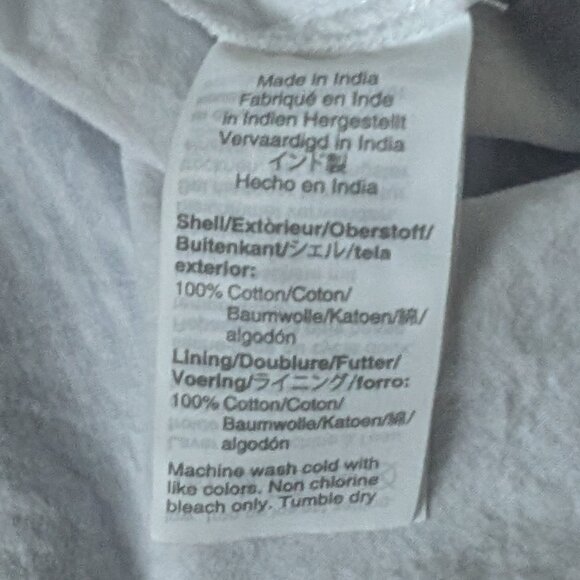 Made in India
Fabriqué en Inde
in Indien Hergestellt
Vervaardigd in India
インド製
Hecho en India
Shell/Extèrieur/Oberstoff/
Buitenkant/シェル/tela
exterior:
100% Cotton/Coton/
Baumwolle/Katoen/綿/
algodón
Lining/Doublure/Futter/
Voering/ライニング/forro:
100% Cotton/Coton/
Baumwolle/Katoen/綿/
algodón
Machine wash cold with
like colors. Non chlorine
bleach only. Tumble dry